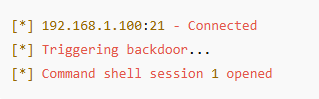 [*] 192.168.1.100:21 - Connected
[*] Triggering backdoor...
[*] Command shell session 1 opened